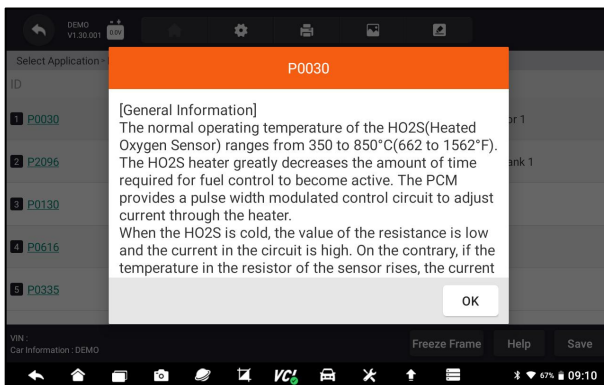 DEMO
V1.30.001
0.0V
Select Application
ID
P0030
[General Information]
The normal operating temperature of the HO2S(Heated
Oxygen Sensor) ranges from 350 to 850°C(662 to 1562°F).
The HO2S heater greatly decreases the amount of time
required for fuel control to become active. The PCM
provides a pulse width modulated control circuit to adjust
current through the heater.
When the HO2S is cold, the value of the resistance is low
and the current in the circuit is high. On the contrary, if the
temperature in the resistor of the sensor rises, the current
OK
1 P0030
or 1
2 P2096
ank 1
3 P0130
4 P0616
5 P0335
VIN :
Car Information : DEMO
Freeze Frame
Help
Save
VCI
67%
09:10